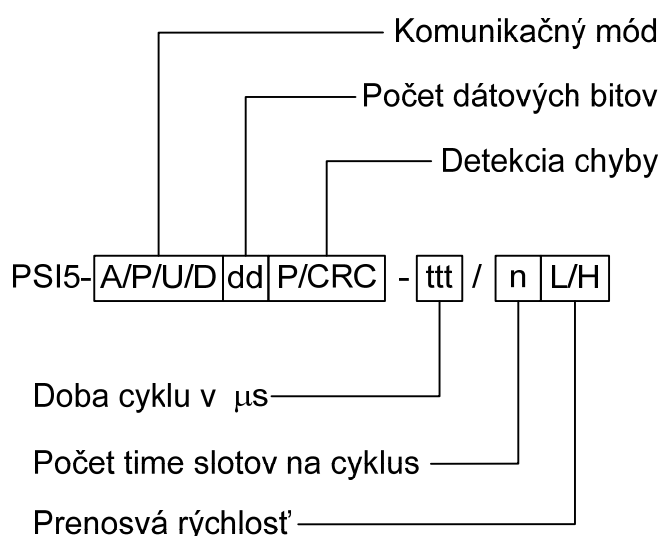 Komunikačný mód
Počet dátových bitov
Detekcia chyby
PSI5-A/P/U/D dd P/CRC - ttt / n L/H
Doba cyklu v μs
Počet time slotov na cyklus
Prenosvá rýchlosť